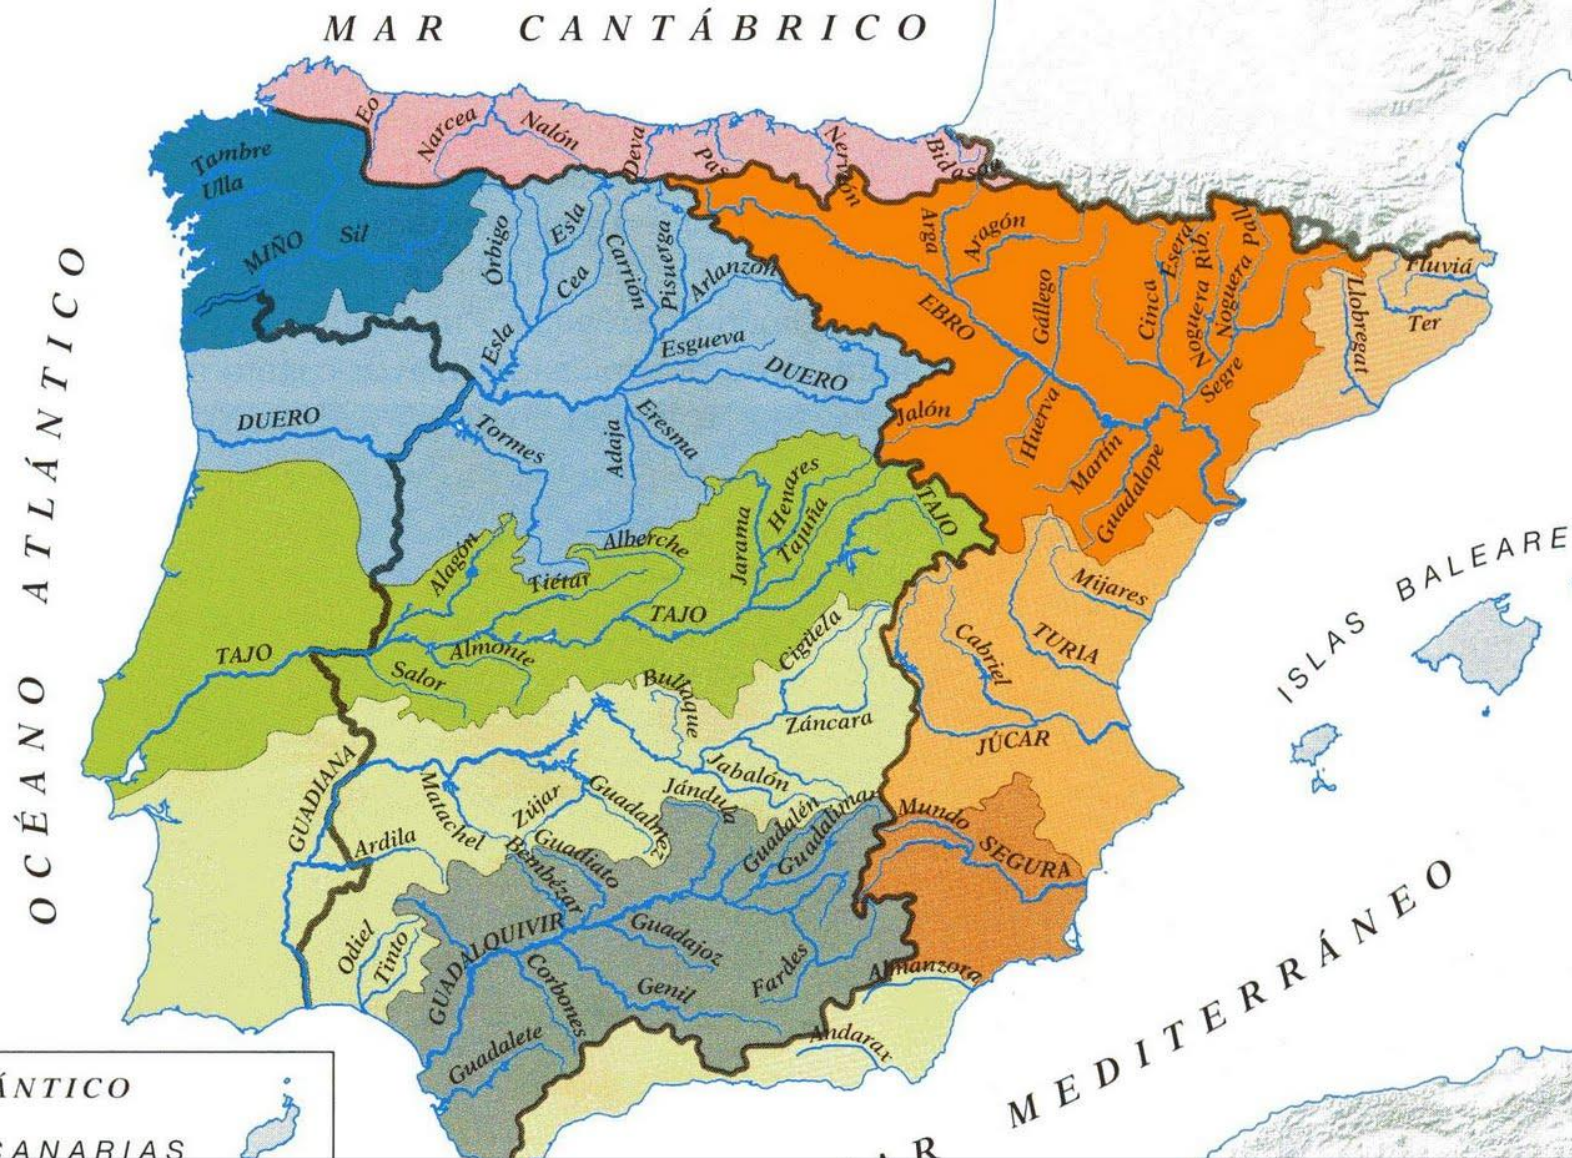 MAR CANTÁBRICO
Eo
Narcea
Nalón
Deva
Pas
Nervión
Bidasoa
Tambre
Ulla
MIÑO
Sil
Órbigo
Esla
Cea
Carrión
Pisuerga
Arlanzón
Esla
Esgueva
DUERO
DUERO
Tormes
Adaja
Eresma
Arga
Aragón
EBRO
Gállego
Cinca
Esera
Noguera Rib.
Noguera Pall
Segre
Jalón
Huerva
Martín
Guadalope
Llobregat
Fluviá
Ter
OCÉANO ATLÁNTICO
Alagón
Tiétar
Alberche
Jarama
Henares
Tajuña
TAJO
TAJO
TAJO
Almonte
Salor
Mijares
TURIA
Cabriel
JÚCAR
ISLAS BALEARE
Cigüela
Bullaque
Záncara
Jabalón
GUADIANA
Matachel
Zújar
Guadalmez
Ardila
Odiel
Tinto
Jándula
Guadalén
Guadalimar
Guadiato
Bembézar
GUADALQUIVIR
Guadajoz
Genil
Corbones
Fardes
Guadalete
Mundo
SEGURA
Almanzora
Andarax
MAR MEDITERRÁNEO
ÁNTICO
CANARIAS